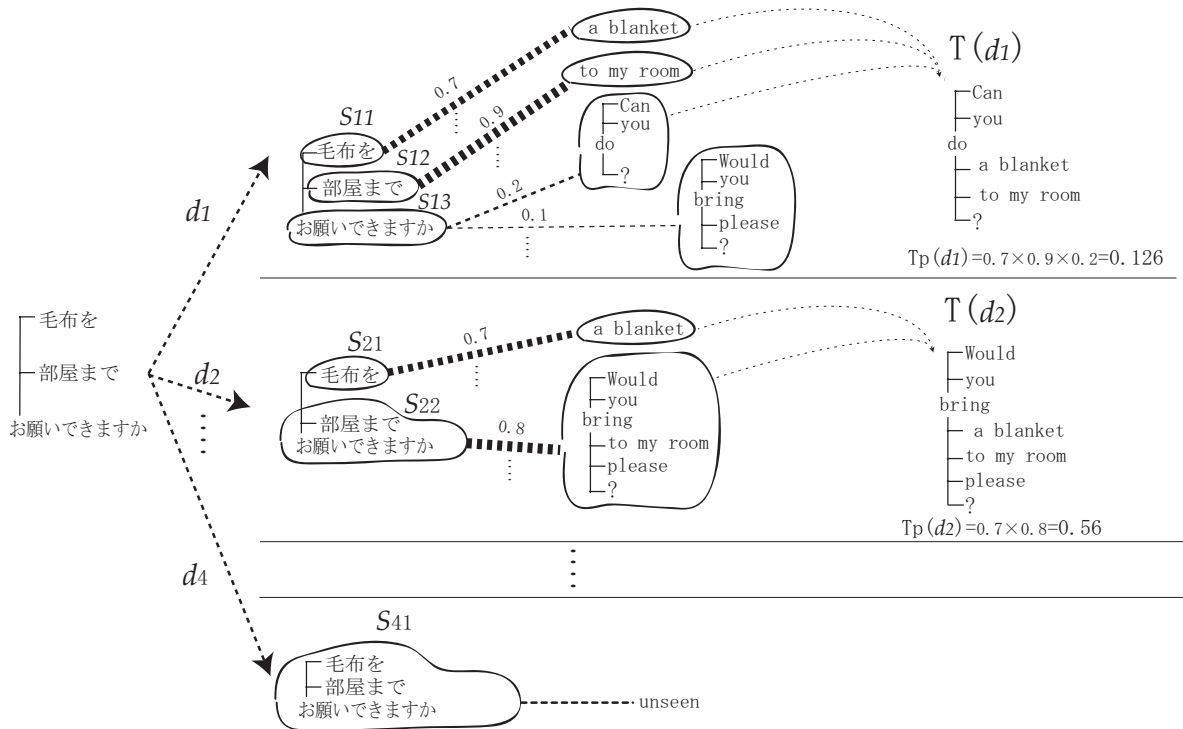 毛布を
部屋まで
お願いできますか
d1
d2
d4
S11
毛布を
S12
部屋まで
S13
お願いできますか
0.7
0.9
0.2
0.1
a blanket
to my room
Can
you
do
?
Would
you
bring
please
?
T(d1)
Can
you
do
a blanket
to my room
?
Tp(d1)=0.7×0.9×0.2=0.126
S21
毛布を
S22
部屋まで
お願いできますか
0.7
0.8
a blanket
Would
you
bring
to my room
please
?
T(d2)
Would
you
bring
a blanket
to my room
please
?
Tp(d2)=0.7×0.8=0.56
S41
毛布を
部屋まで
お願いできますか
unseen